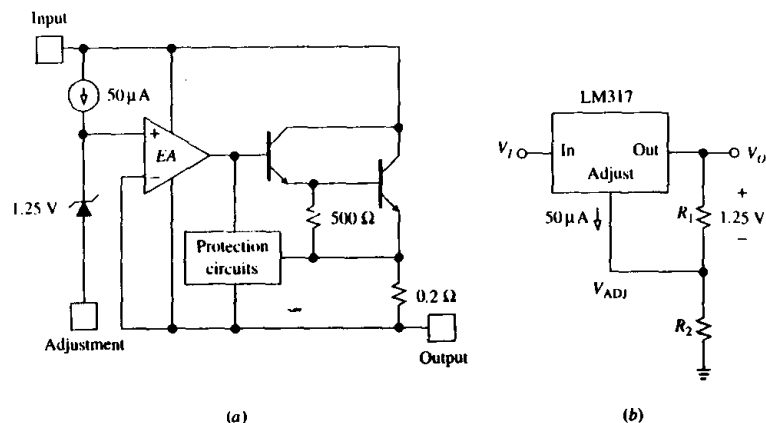 Input
50 µA
+
EA
−
1.25 V
500 Ω
Protection
circuits
0.2 Ω
Adjustment
Output
(a)
LM317
V_I
In
Out
V_O
Adjust
+
50 µA
R_1
1.25 V
−
V_ADJ
R_2
(b)